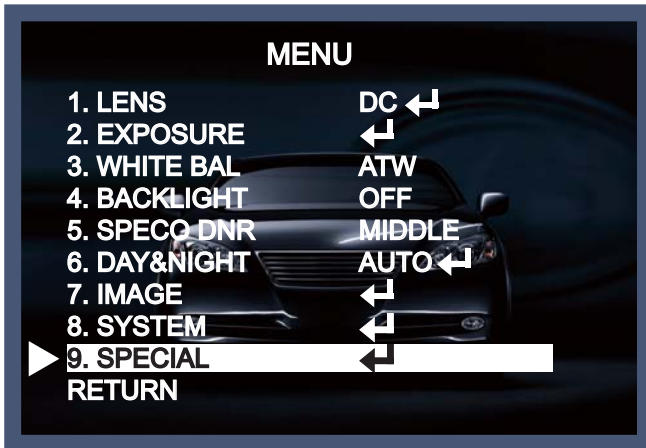 MENU
1. LENS DC ↵
2. EXPOSURE ↵
3. WHITE BAL ATW
4. BACKLIGHT OFF
5. SPECO DNR MIDDLE
6. DAY&NIGHT AUTO ↵
7. IMAGE ↵
8. SYSTEM ↵
9. SPECIAL ↵
RETURN